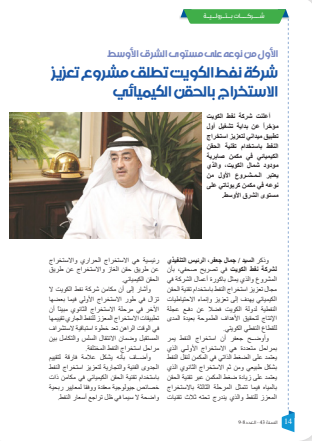 شركات بترولية
الأول من نوعه على مستوى الشرق الأوسط
شركة نفط الكويت تطلق مشروع تعزيز
الاستخراج بالحقن الكيميائي
أعلنت شركة نفط الكويت
مؤخراً عن بداية تشغيل أول
تطبيق ميداني لتعزيز استخراج
النفط باستخدام تقنية الحقن
الكيميائي في مكمن صابرية
مودود شمال الكويت، والذي
يعتبر المشروع الأول من
نوعه في مكمن كربوناتي على
مستوى الشرق الأوسط.
وذكر السيد / جمال جعفر، الرئيس التنفيذي
لشركة نفط الكويت في تصريح صحفي، بأن
المشروع والذي يمثل باكورة أعمال الشركة في
مجال تعزيز استخراج النفط باستخدام تقنية الحقن
الكيميائي يهدف إلى تعزيز وإنماء الاحتياطيات
النفطية لدولة الكويت فضلا عن دفع عجلة
الإنتاج لتحقيق الأهداف الطموحة بعيدة المدى
للقطاع النفطي الكويتي.
وأوضح جعفر أن استخراج النفط يمر
بمراحل متعددة هي الاستخراج الأولي الذي
يعتمد على الضغط الذاتي في المكمن لنقل النفط
بشكل طبيعي ومن ثم الاستخراج الثانوي الذي
يعتمد على زيادة ضغط المكمن عبر تقنية الحقن
بالمياه فيما تتمثل المرحلة الثالثة بالاستخراج
المعزز للنفط والذي يندرج تحته ثلاث تقنيات
رئيسية هي الاستخراج الحراري والاستخراج
عن طريق حقن الغاز والاستخراج عن طريق
الحقن الكيميائي.
وأشار إلى أن مكامن شركة نفط الكويت لا
تزال في طور الاستخراج الأولي فيما بعضها
الآخر في مرحلة الاستخراج الثانوي مبيناً أن
تطبيقات الاستخراج المعزز للنفط الجاري تقييمها
في الوقت الراهن تعد خطوة استباقية لاستشراف
المستقبل وضمان الانتقال السلس والتكامل بين
مراحل استخراج النفط المختلفة.
وأضاف بأنه يشكل علامة فارقة لتقييم
الجدوى الفنية والتجارية لتعزيز استخراج النفط
باستخدام تقنية الحقن الكيميائي في مكامن ذات
خصائص جيولوجية معقدة ووفقا لمعايير ربحية
واضحة لا سيما في ظل تراجع أسعار النفط.
14
السنة 45 - العدد 8-9